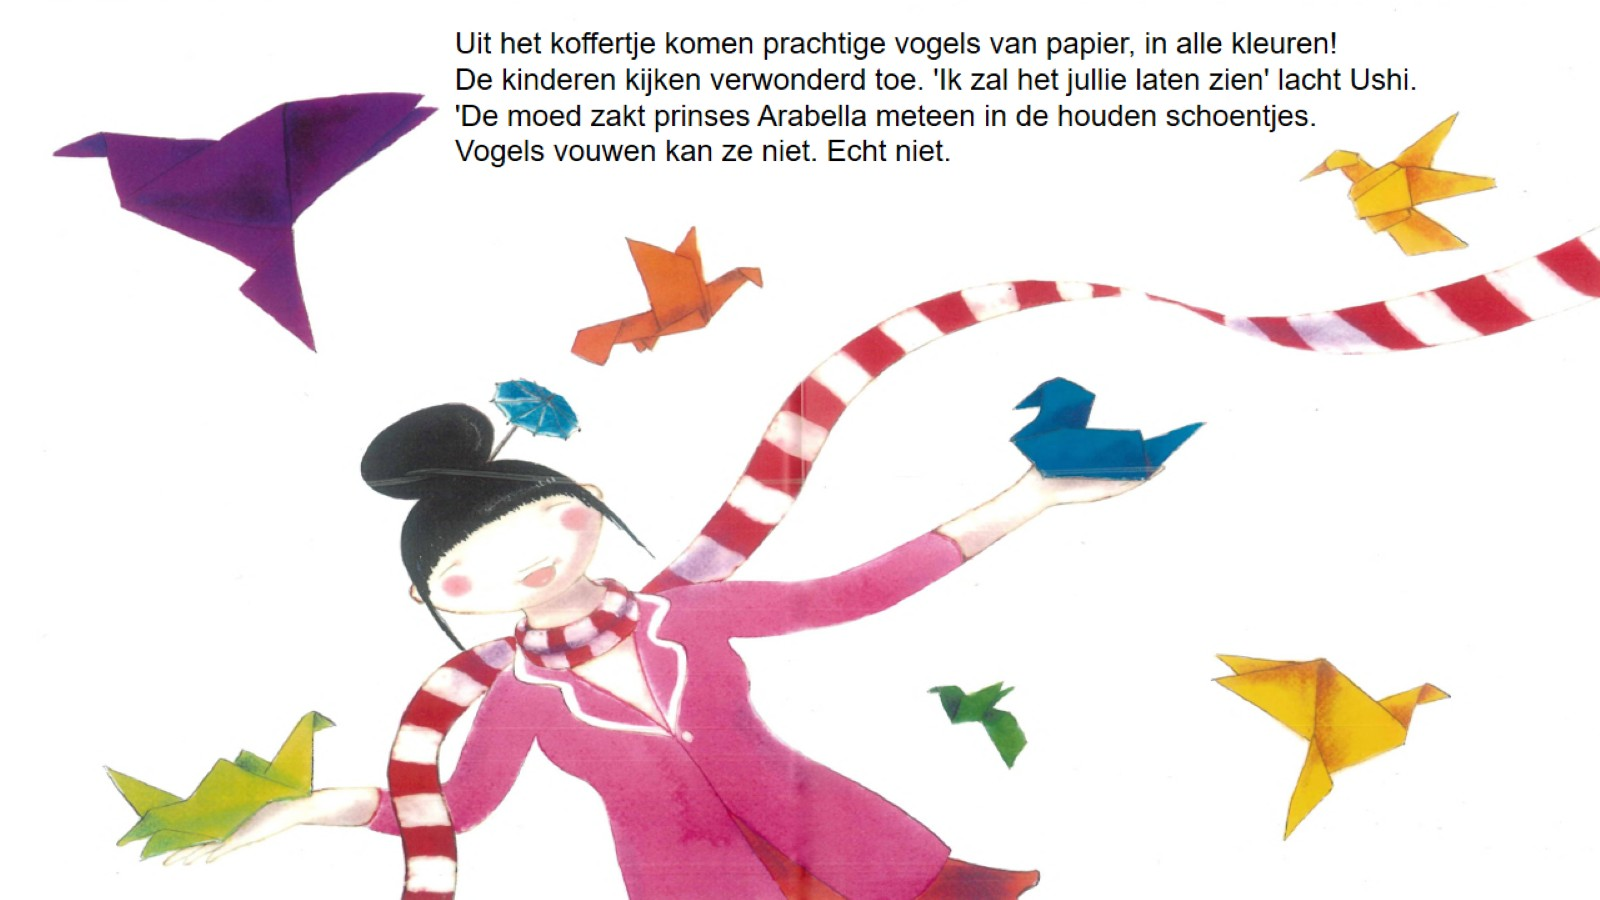 Uit het koffertje komen prachtige vogels van papier, in alle kleuren!
De kinderen kijken verwonderd toe. 'Ik zal het jullie laten zien' lacht Ushi.
'De moed zakt prinses Arabella meteen in de houden schoentjes.
Vogels vouwen kan ze niet. Echt niet.